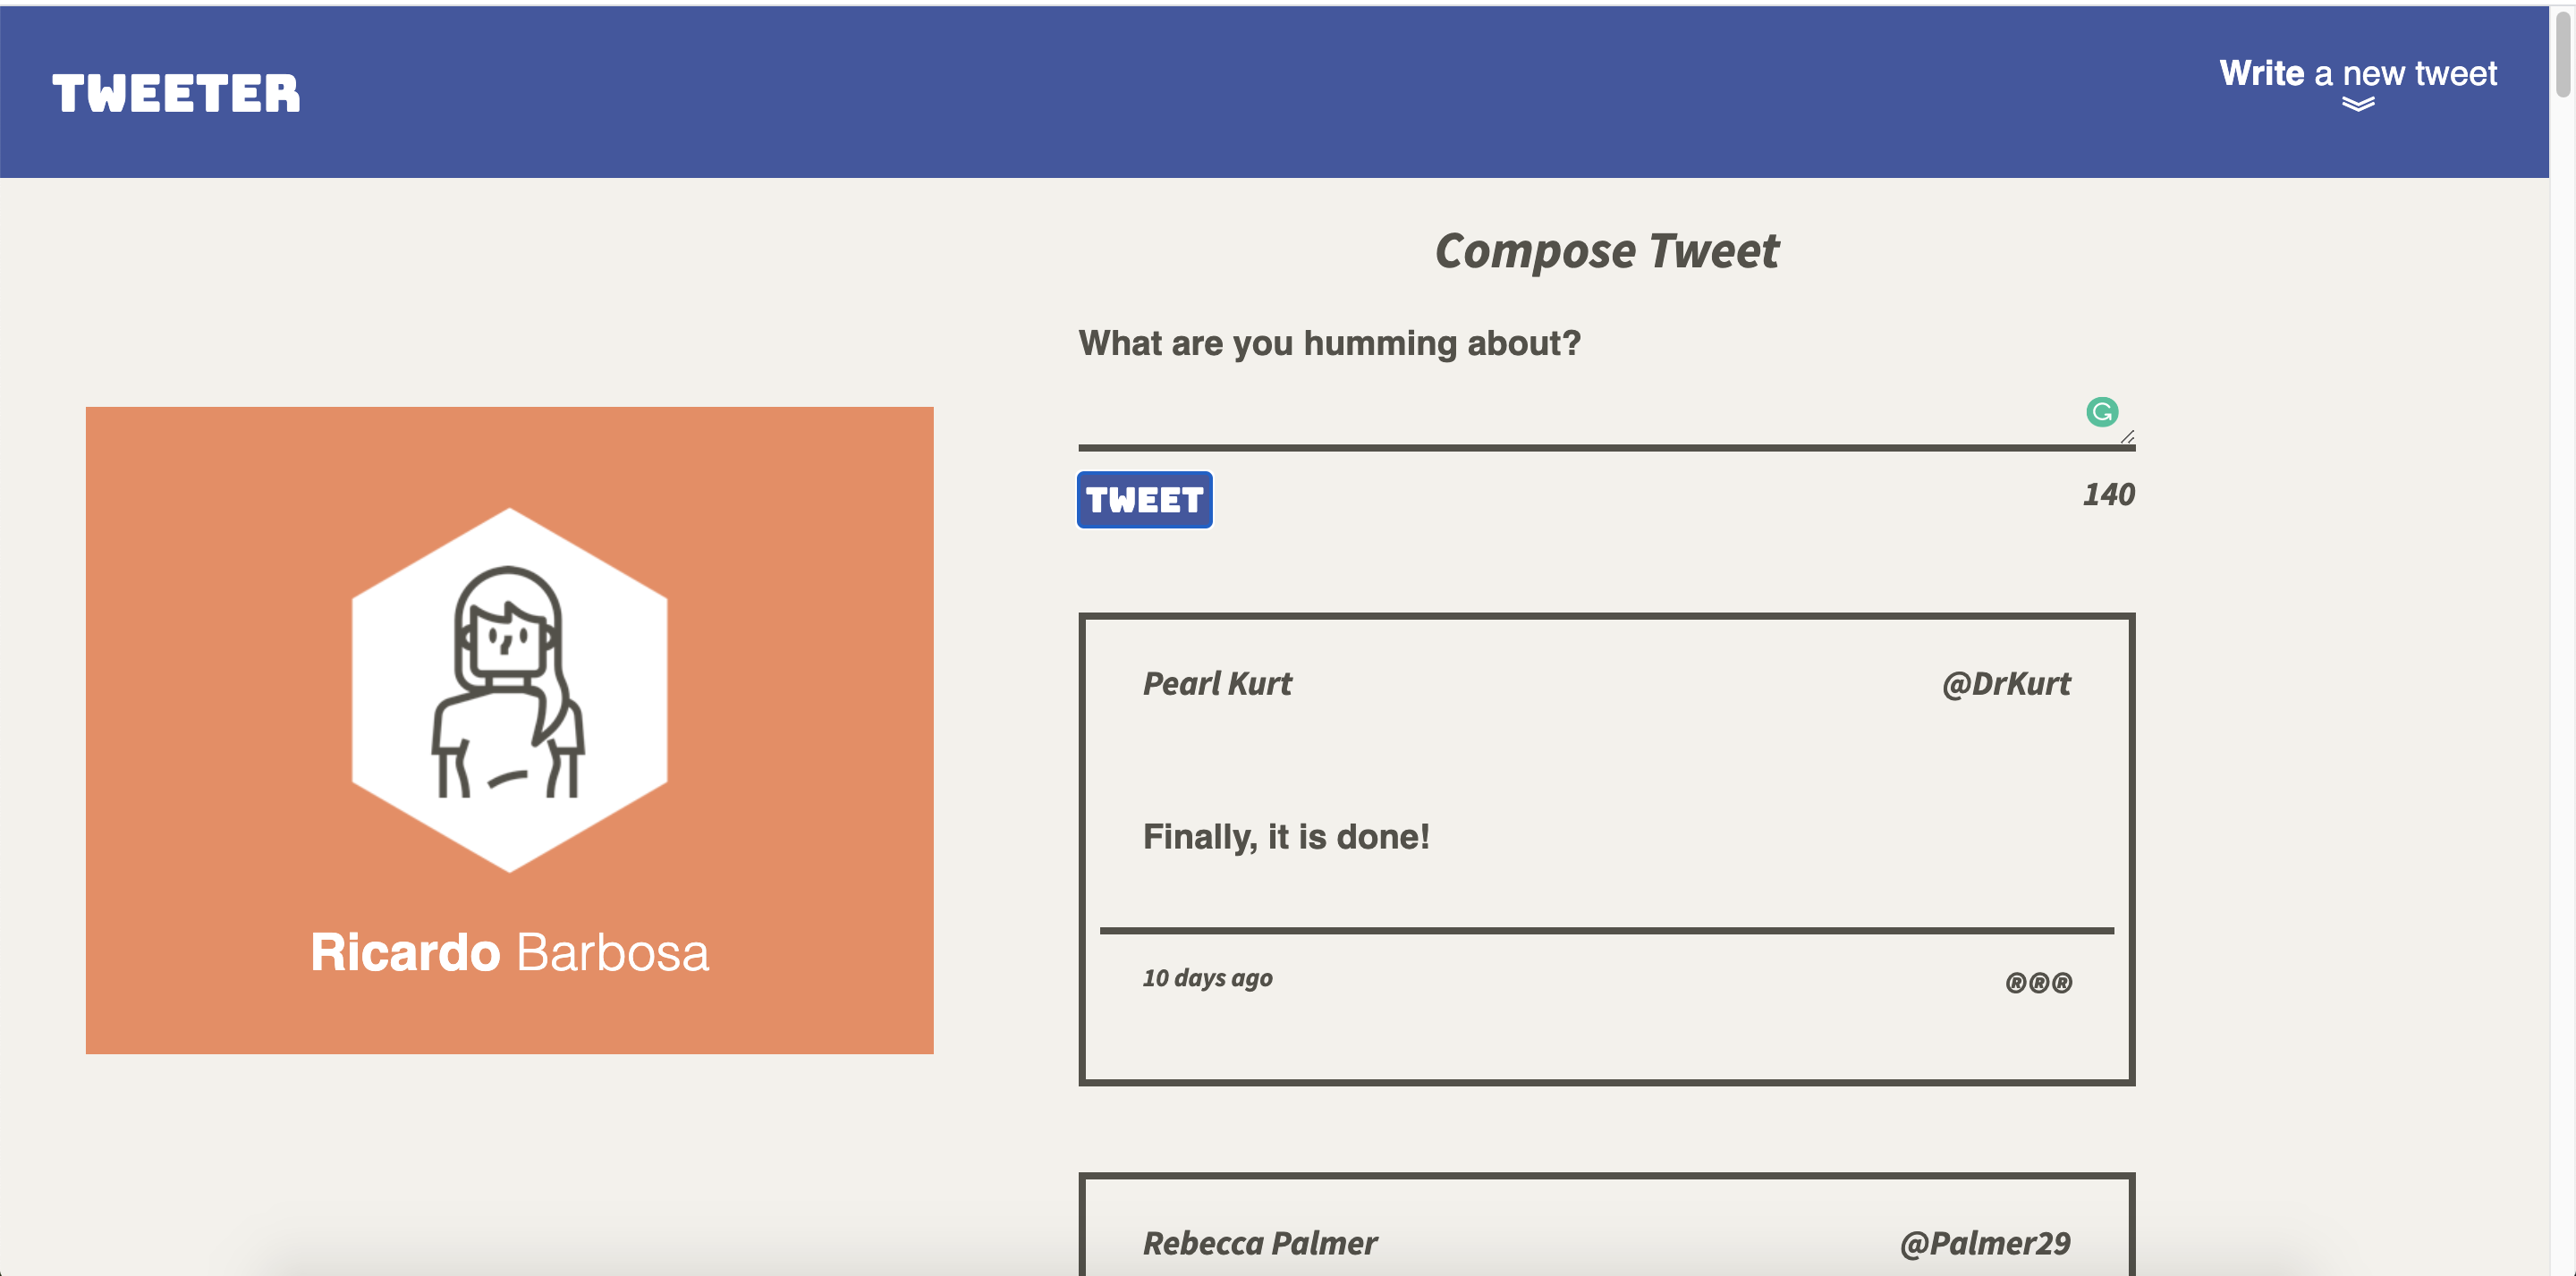 TWEETER
Write a new tweet
Compose Tweet
What are you humming about?
TWEET
140
Ricardo Barbosa
Pearl Kurt
@DrKurt
Finally, it is done!
10 days ago
®®®
Rebecca Palmer
@Palmer29